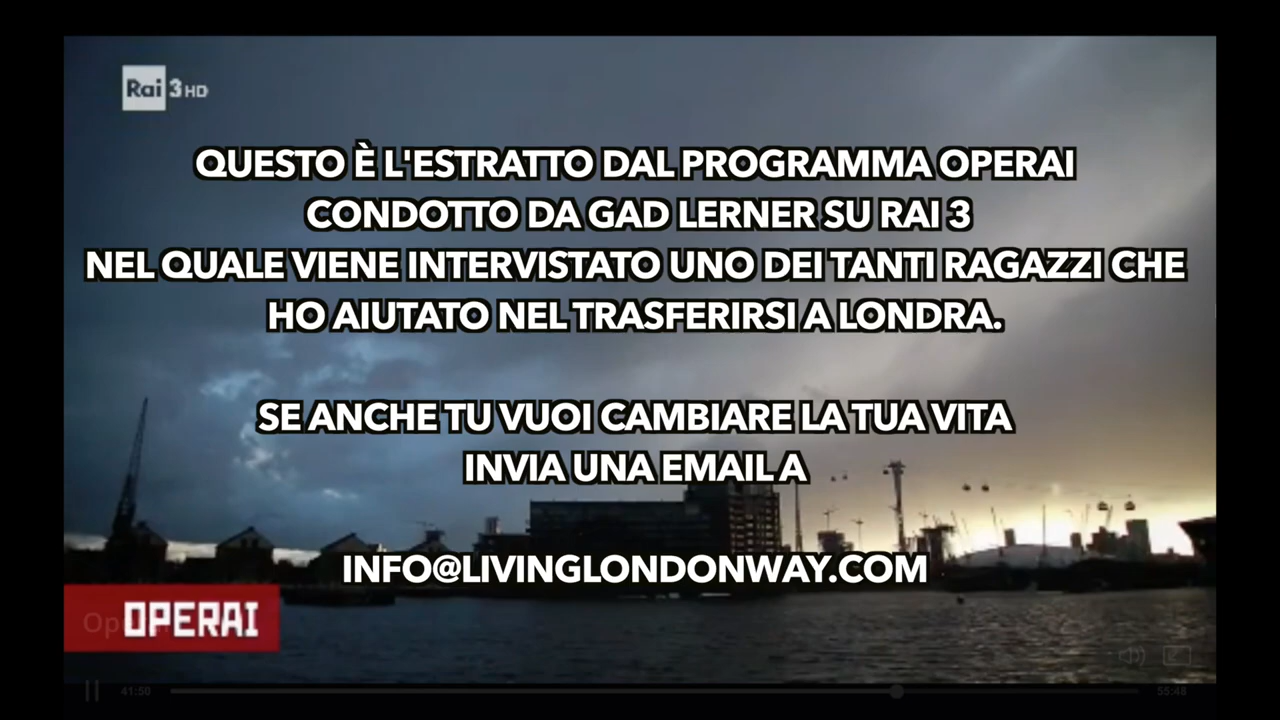 Rai 3 HD
QUESTO È L'ESTRATTO DAL PROGRAMMA OPERAI
CONDOTTO DA GAD LERNER SU RAI 3
NEL QUALE VIENE INTERVISTATO UNO DEI TANTI RAGAZZI CHE
HO AIUTATO NEL TRASFERIRSI A LONDRA.
SE ANCHE TU VUOI CAMBIARE LA TUA VITA
INVIA UNA EMAIL A
INFO@LIVINGLONDONWAY.COM
OPERAI
41:50
55:48